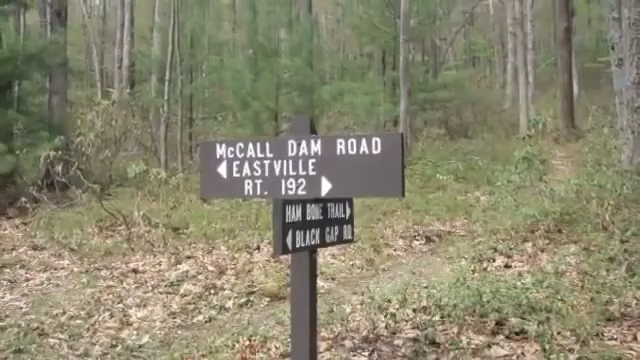 McCALL DAM ROAD
EASTVILLE
RT. 192
HAM BONE TRAIL
BLACK GAP RD